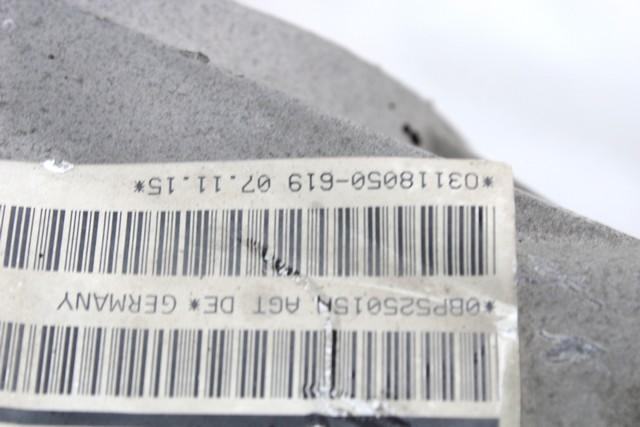 *0BP525015N AGT DE* GERMANY
*03118050-619 07.11.15*